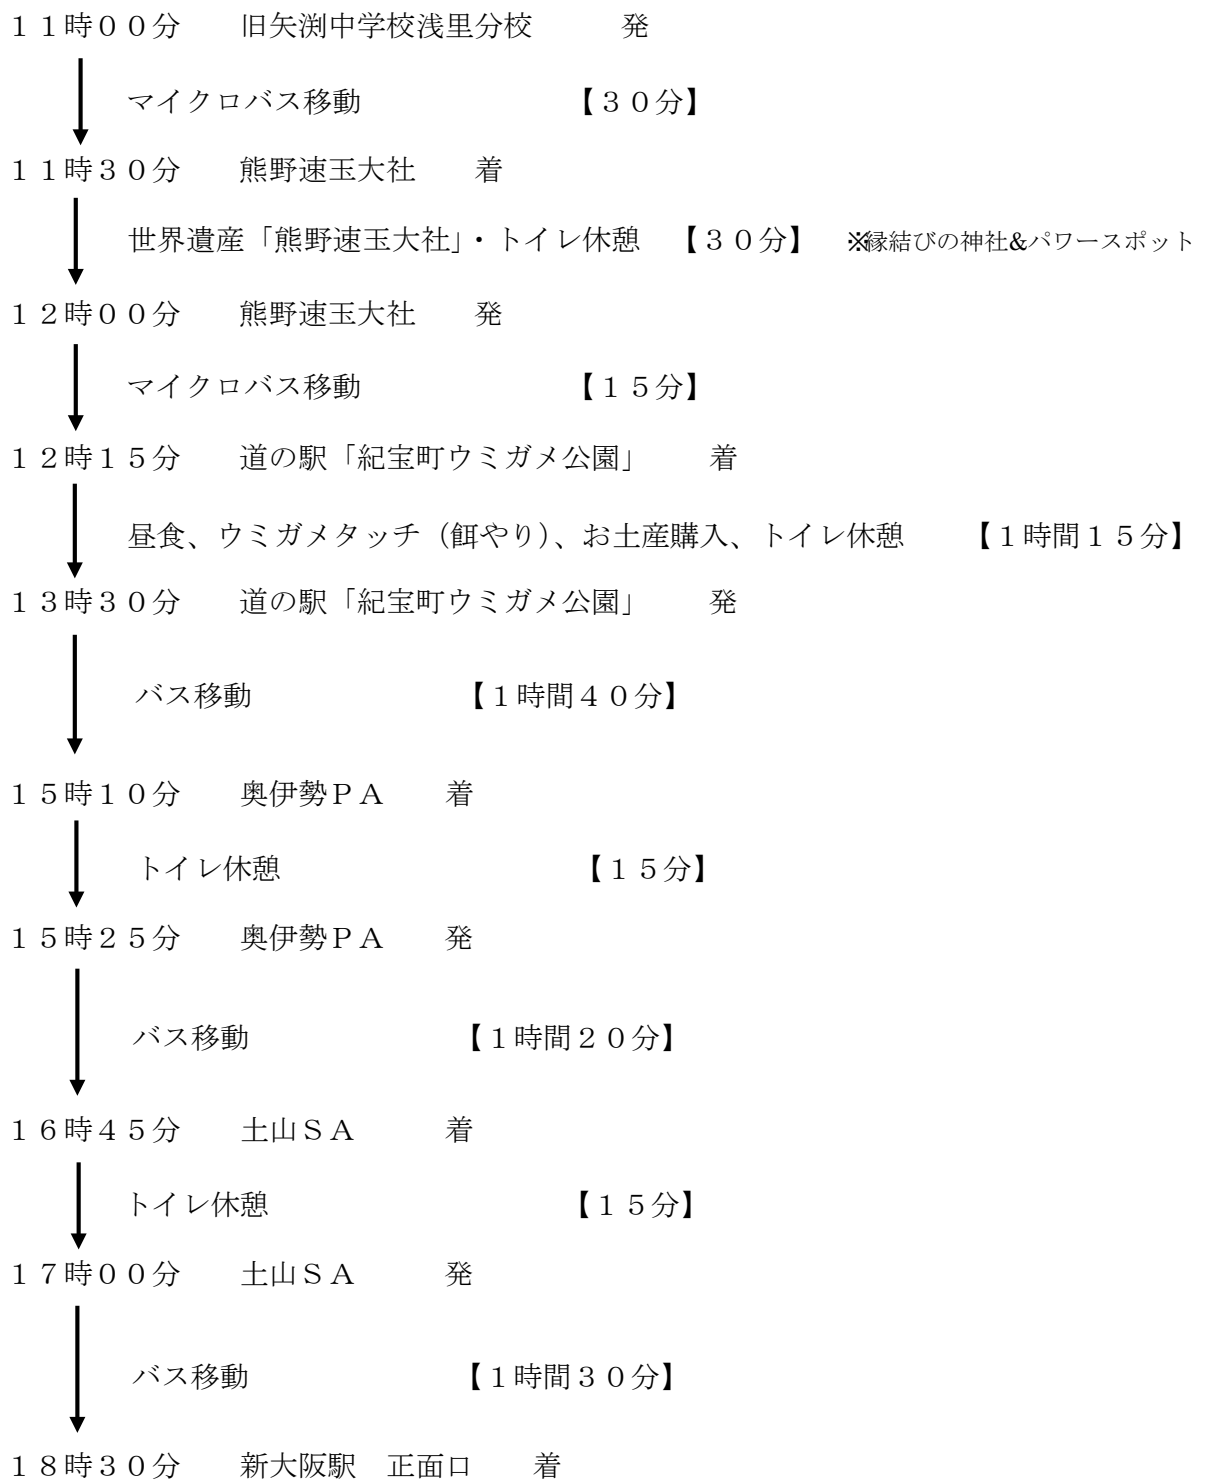 １１時００分　　旧矢渕中学校浅里分校　　　発
マイクロバス移動　　　　　　　【３０分】
１１時３０分　　熊野速玉大社　　着
世界遺産「熊野速玉大社」・トイレ休憩　【３０分】　※縁結びの神社&パワースポット
１２時００分　　熊野速玉大社　　発
マイクロバス移動　　　　　　　【１５分】
１２時１５分　　道の駅「紀宝町ウミガメ公園」　　着
昼食、ウミガメタッチ（餌やり）、お土産購入、トイレ休憩　　【１時間１５分】
１３時３０分　　道の駅「紀宝町ウミガメ公園」　　発
バス移動　　　　　　　【１時間４０分】
１５時１０分　　奥伊勢ＰＡ　　着
トイレ休憩　　　　　　　　　　【１５分】
１５時２５分　　奥伊勢ＰＡ　　発
バス移動　　　　　　　【１時間２０分】
１６時４５分　　土山ＳＡ　　　着
トイレ休憩　　　　　　　　　　【１５分】
１７時００分　　土山ＳＡ　　　発
バス移動　　　　　　　【１時間３０分】
１８時３０分　　新大阪駅　正面口　　着